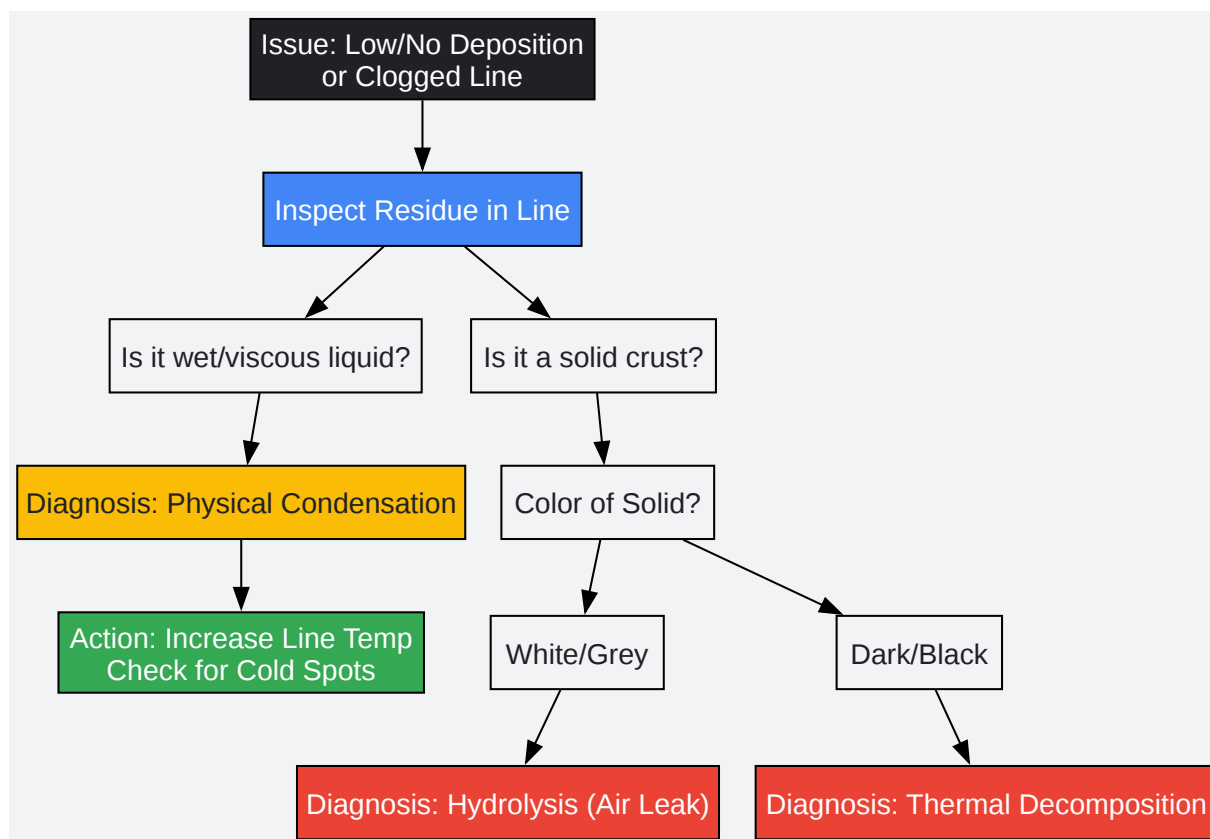 Issue: Low/No Deposition
or Clogged Line
Inspect Residue in Line
Is it wet/viscous liquid?
Is it a solid crust?
Diagnosis: Physical Condensation
Color of Solid?
Action: Increase Line Temp
Check for Cold Spots
White/Grey
Dark/Black
Diagnosis: Hydrolysis (Air Leak)
Diagnosis: Thermal Decomposition